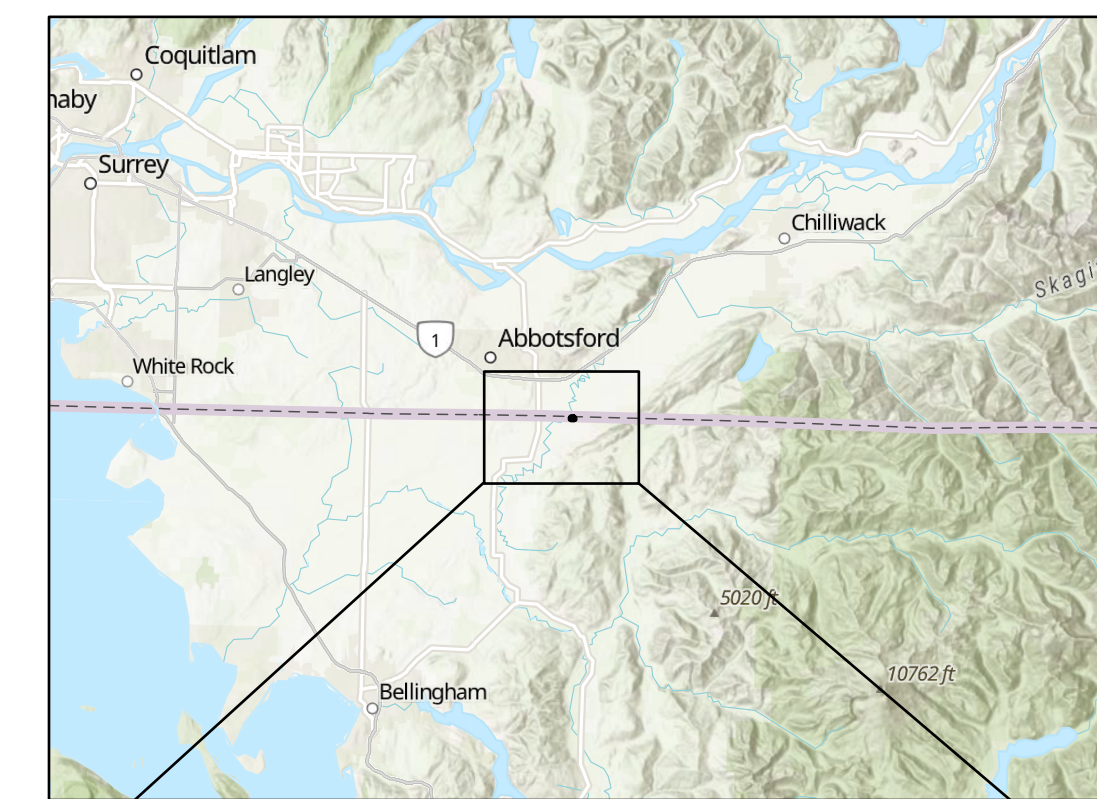 Coquitlam
naby
Surrey
Chilliwack
Langley
Skagi
1
Abbotsford
White Rock
5020 ft
10762 ft
Bellingham